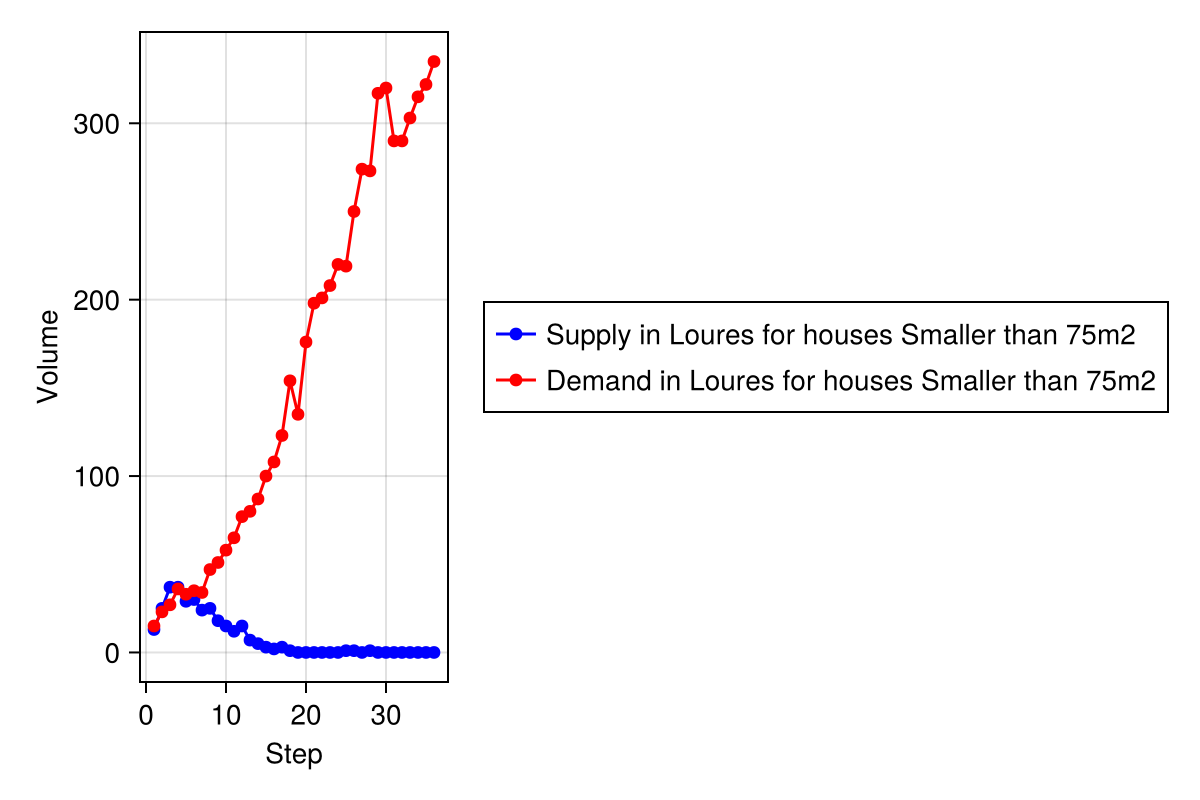 Volume
300
200
100
0
0 10 20 30
Step
Supply in Loures for houses Smaller than 75m2
Demand in Loures for houses Smaller than 75m2